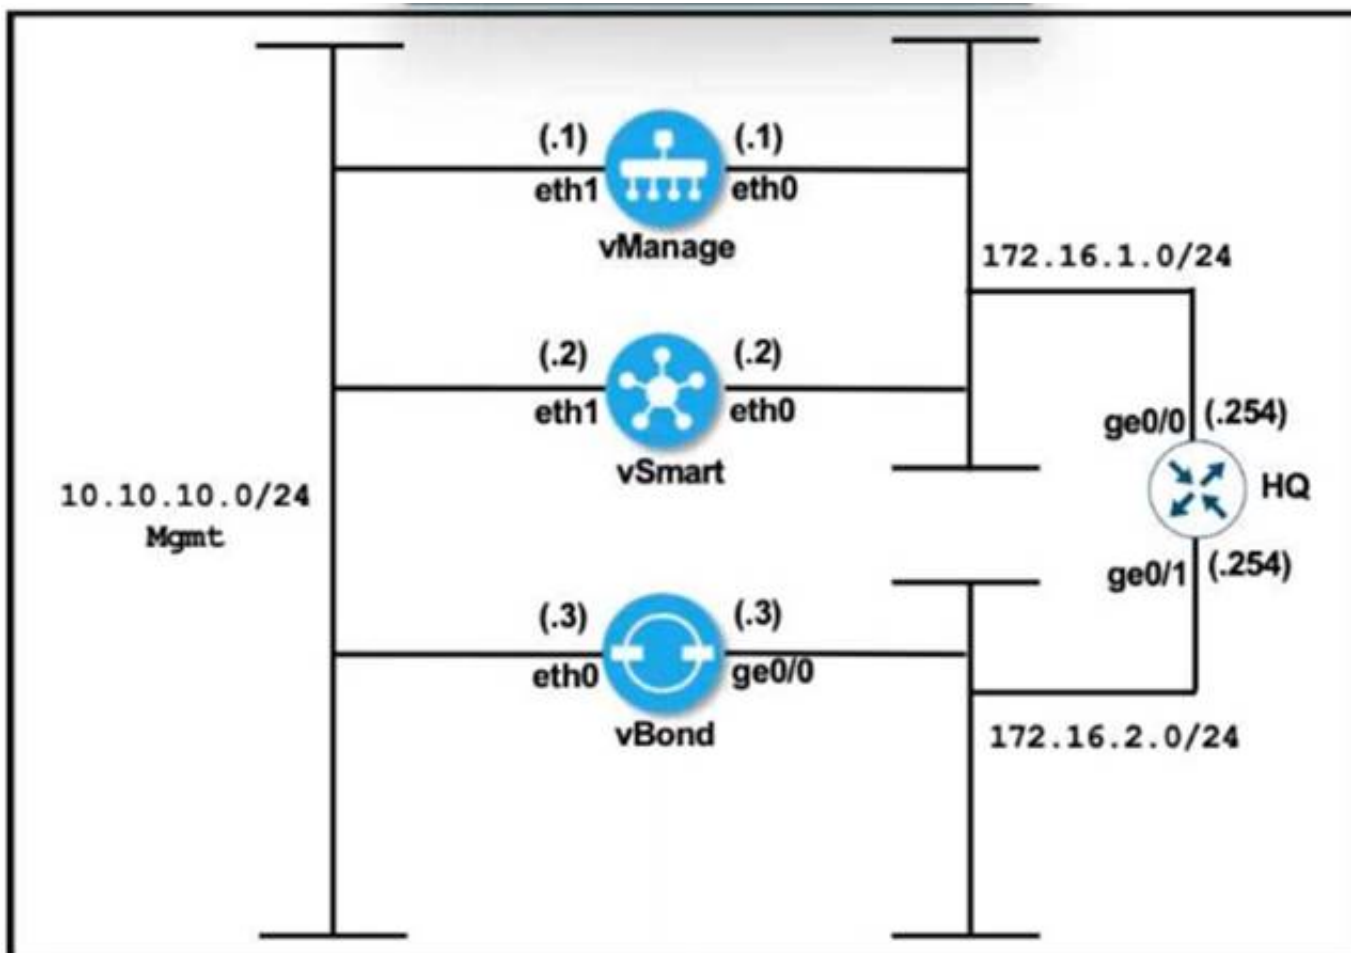 (.1) (.1)
eth1 eth0
vManage
172.16.1.0/24
(.2) (.2)
eth1 eth0
vSmart
ge0/0 (.254)
HQ
10.10.10.0/24
Mgmt
ge0/1 (.254)
(.3) (.3)
eth0 ge0/0
vBond
172.16.2.0/24